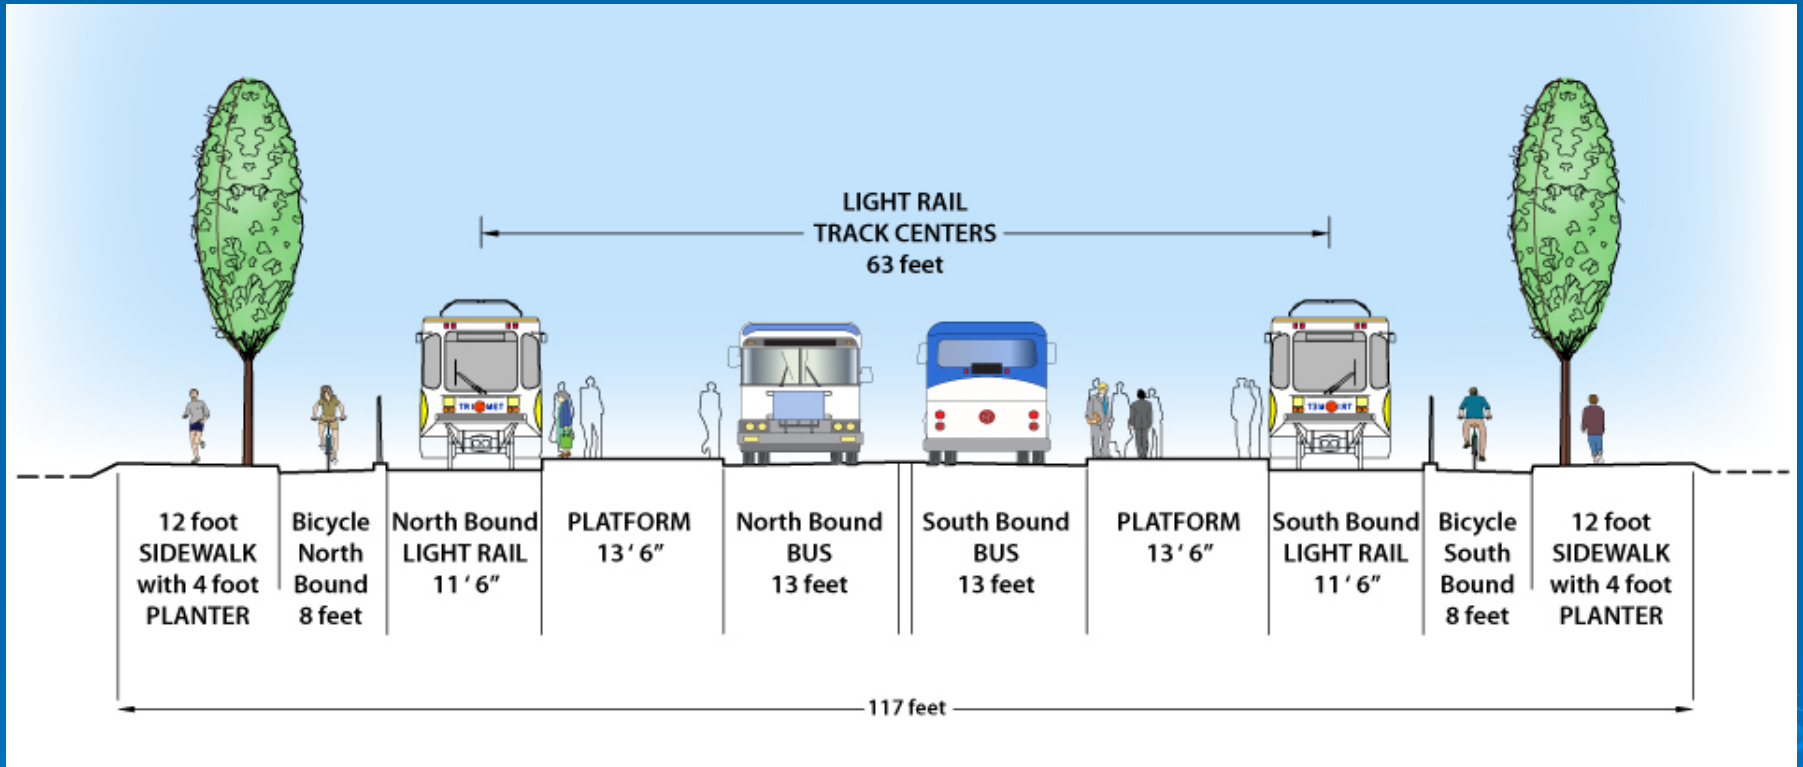 LIGHT RAIL
TRACK CENTERS
63 feet
TRI MET
12 foot
SIDEWALK
with 4 foot
PLANTER
Bicycle
North
Bound
8 feet
North Bound
LIGHT RAIL
11 ‘ 6”
PLATFORM
13 ‘ 6”
North Bound
BUS
13 feet
South Bound
BUS
13 feet
PLATFORM
13 ‘ 6”
South Bound
LIGHT RAIL
11 ‘ 6”
Bicycle
South
Bound
8 feet
12 foot
SIDEWALK
with 4 foot
PLANTER
117 feet